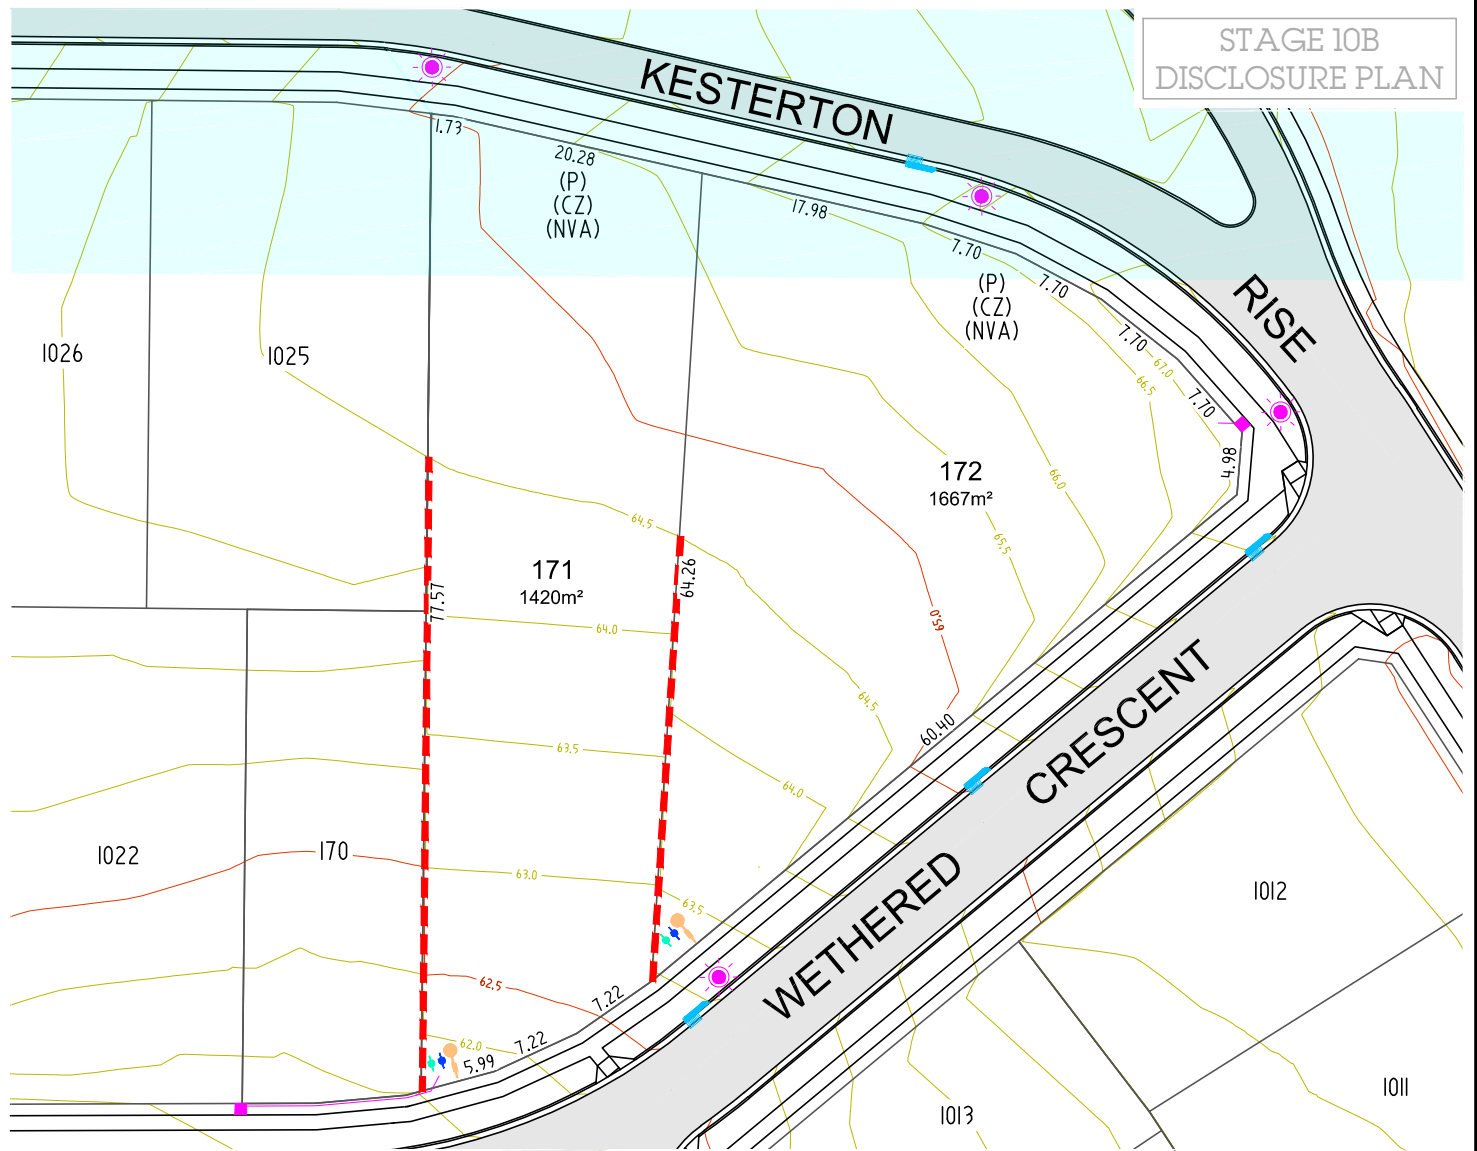 STAGE 10B
DISCLOSURE PLAN
KESTERTON
RISE
1.73
20.28
(P)
(CZ)
(NVA)
17.98
7.70
(P)
(CZ)
(NVA)
7.70
7.70
7.70
4.98
67.0
66.5
66.0
65.5
65.0
1026
1025
172
1667m²
64.5
171
1420m²
77.57
64.26
64.0
64.5
63.5
64.0
60.40
63.0
63.5
62.5
62.0
5.99
7.22
7.22
1022
170
WETHERED
CRESCENT
1012
1011
1013